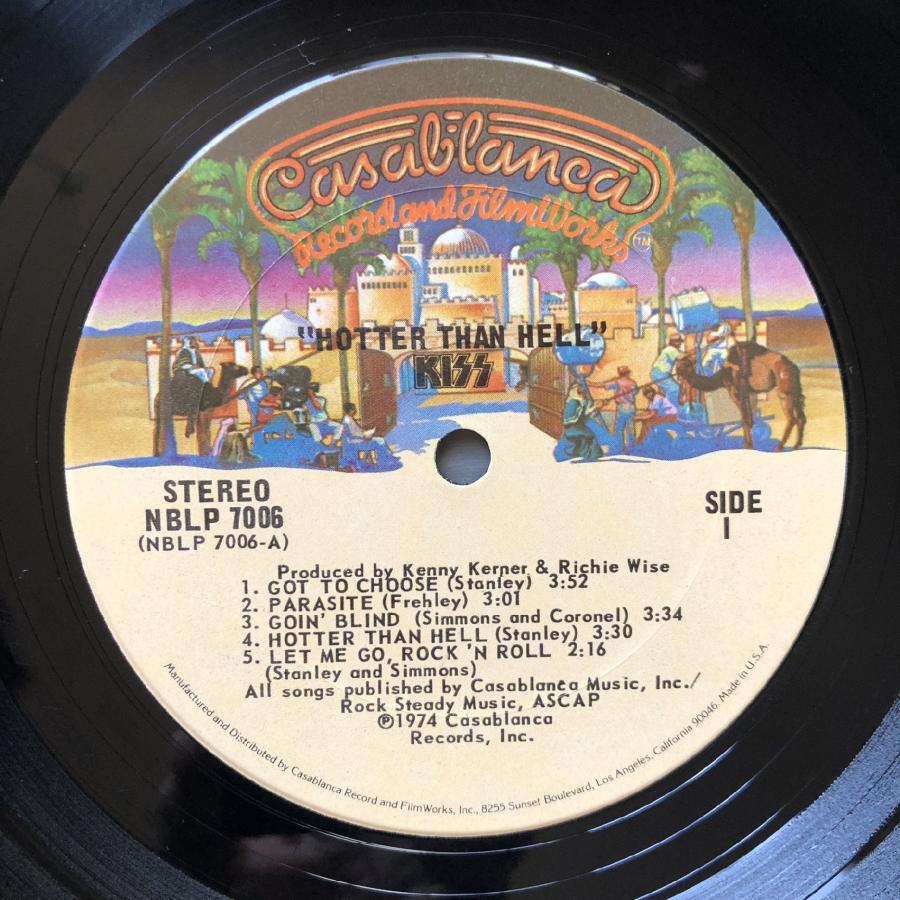 Casablanca
Record and FilmWorks TM
"HOTTER THAN HELL"
KISS
STEREO
NBLP 7006
(NBLP 7006-A)
SIDE
1
Produced by Kenny Kerner & Richie Wise
1. GOT TO CHOOSE (Stanley) 3:52
2. PARASITE (Frehley) 3:01
3. GOIN' BLIND (Simmons and Coronel) 3:34
4. HOTTER THAN HELL (Stanley) 3:30
5. LET ME GO, ROCK 'N ROLL 2:16
(Stanley and Simmons)
All songs published by Casablanca Music, Inc./
Rock Steady Music, ASCAP
℗1974 Casablanca
Records, Inc.
Manufactured and Distributed by Casablanca Record and FilmWorks, Inc., 8255 Sunset Boulevard, Los Angeles, California 90046. Made in U.S.A.